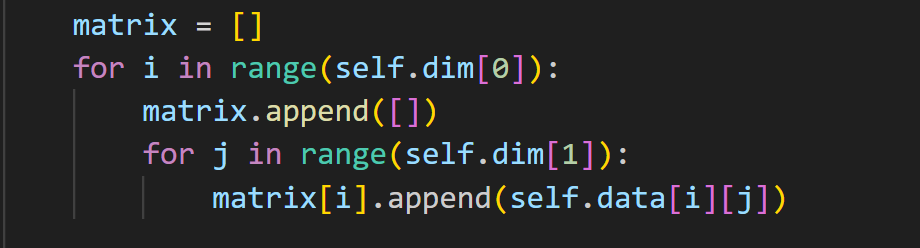 matrix = []
for i in range(self.dim[0]):
    matrix.append([])
    for j in range(self.dim[1]):
        matrix[i].append(self.data[i][j])